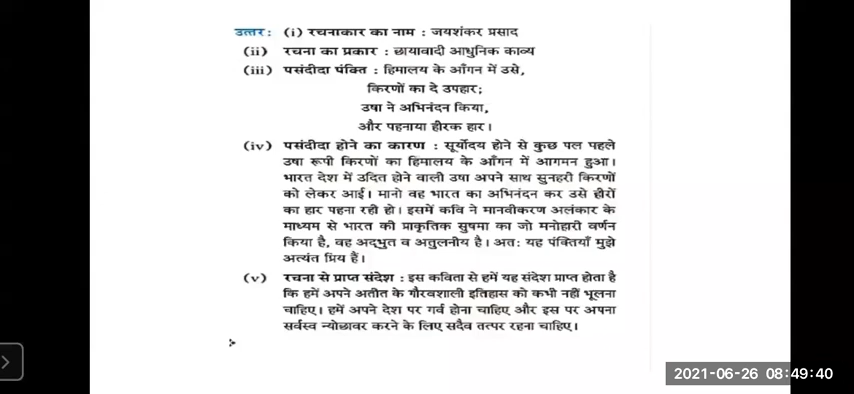 उत्तर: (i) रचनाकार का नाम : जयशंकर प्रसाद
(ii) रचना का प्रकार : छायावादी आधुनिक काव्य
(iii) पसंदीदा पंक्ति : हिमालय के आँगन में उसे,
किरणों का दे उपहार;
उषा ने अभिनंदन किया,
और पहनाया हीरक हार।
(iv) पसंदीदा होने का कारण : सूर्योदय होने से कुछ पल पहले
उषा रूपी किरणों का हिमालय के आँगन में आगमन हुआ।
भारत देश में उदित होने वाली उषा अपने साथ सुनहरी किरणों
को लेकर आई। मानो वह भारत का अभिनंदन कर उसे हीरों
का हार पहना रही हो। इसमें कवि ने मानवीकरण अलंकार के
माध्यम से भारत की प्राकृतिक सुषमा का जो मनोहारी वर्णन
किया है, वह अद्भुत व अतुलनीय है। अतः यह पंक्तियाँ मुझे
अत्यंत प्रिय हैं।
(v) रचना से प्राप्त संदेश : इस कविता से हमें यह संदेश प्राप्त होता है
कि हमें अपने अतीत के गौरवशाली इतिहास को कभी नहीं भूलना
चाहिए। हमें अपने देश पर गर्व होना चाहिए और इस पर अपना
सर्वस्व न्योछावर करने के लिए सदैव तत्पर रहना चाहिए।
2021-06-26 08:49:40